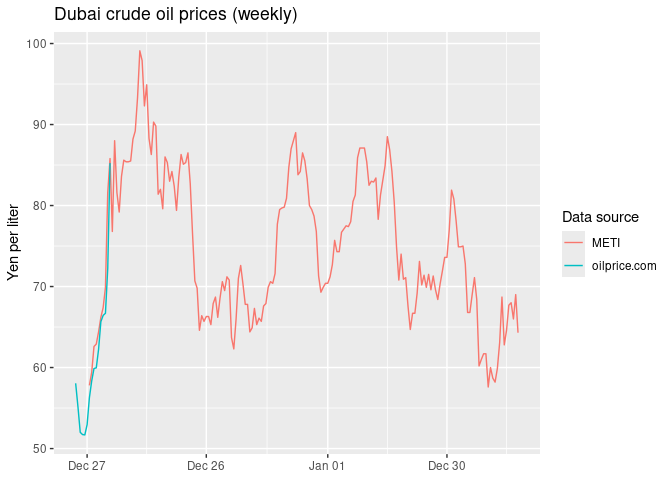 Dubai crude oil prices (weekly)
Yen per liter
100
90
80
70
60
50
Dec 27
Dec 26
Jan 01
Dec 30
Data source
METI
oilprice.com